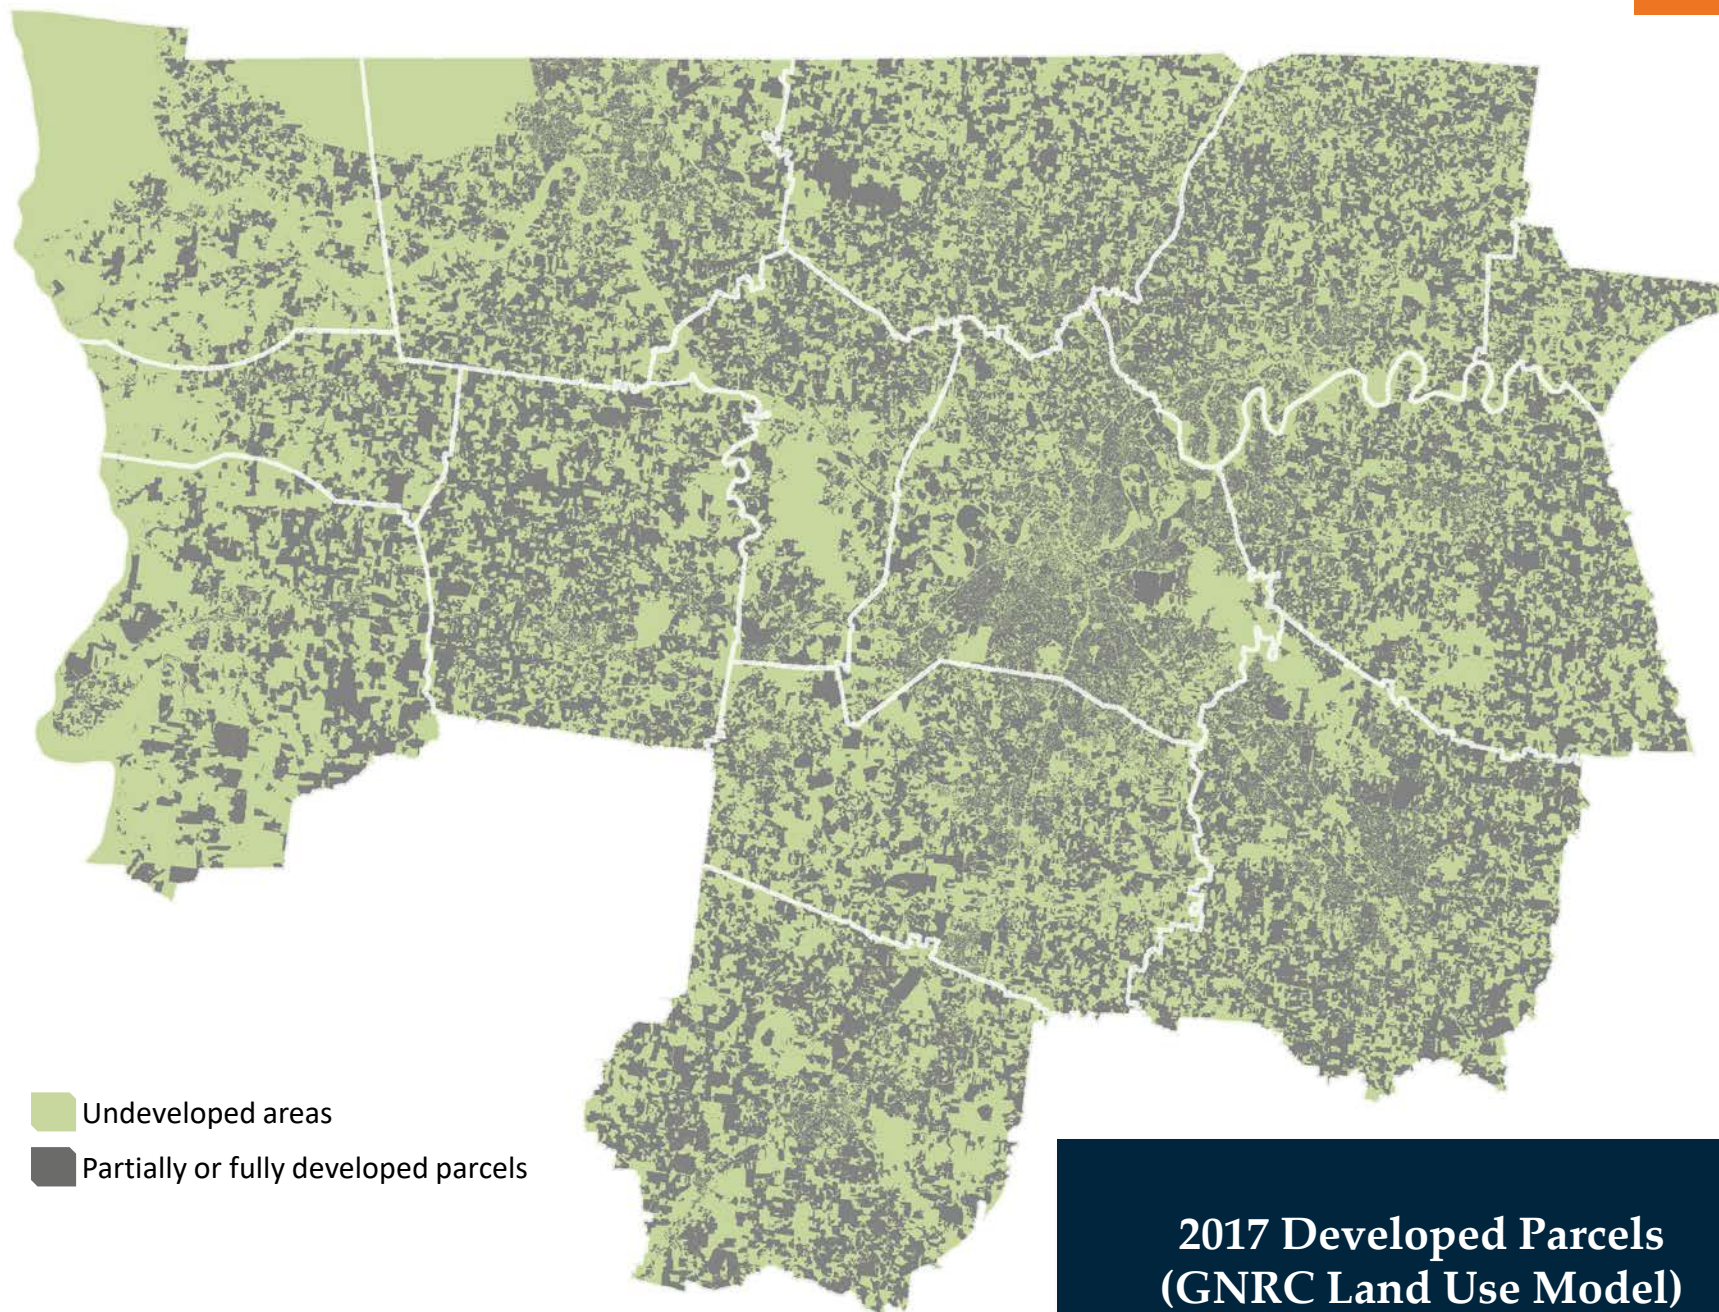 Undeveloped areas
Partially or fully developed parcels
2017 Developed Parcels
(GNRC Land Use Model)